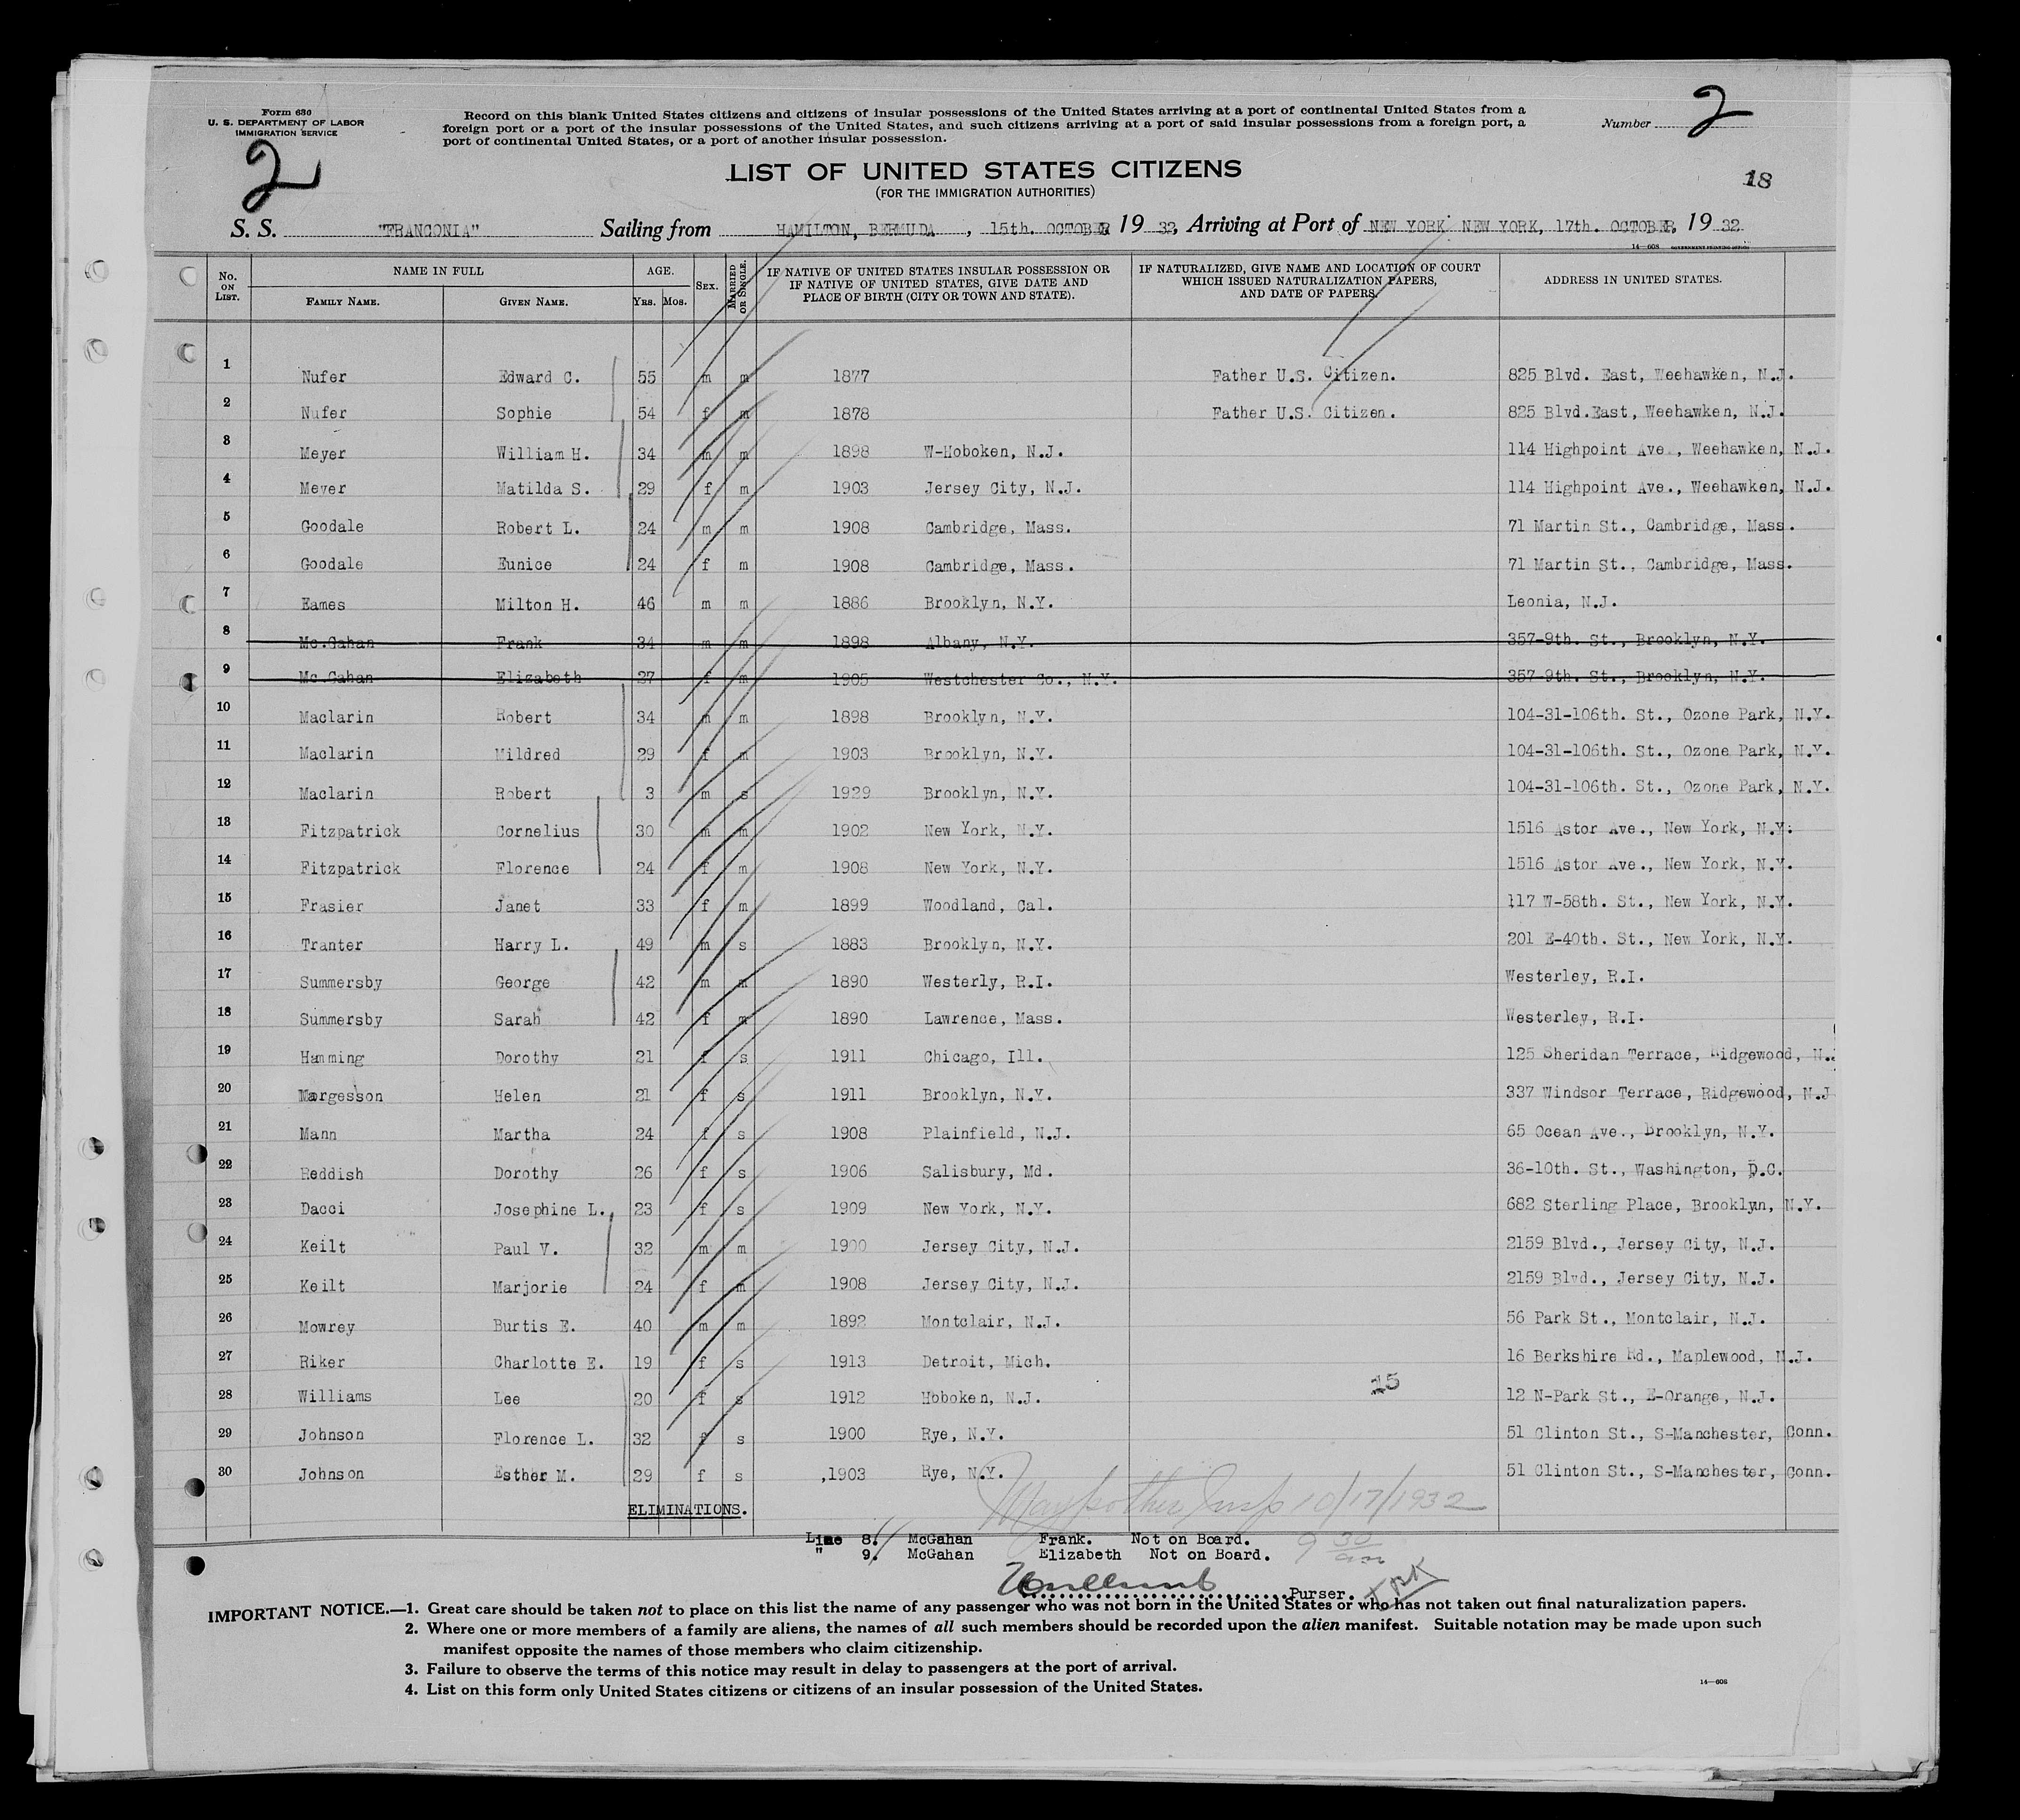 Form 630
U. S. DEPARTMENT OF LABOR
IMMIGRATION SERVICE
Record on this blank United States citizens and citizens of insular possessions of the United States arriving at a port of continental United States from a
foreign port or a port of the insular possessions of the United States, and such citizens arriving at a port of said insular possessions from a foreign port, a
port of continental United States, or a port of another insular possession.
Number 2
2
LIST OF UNITED STATES CITIZENS
(FOR THE IMMIGRATION AUTHORITIES)
18
S. S. "FRANCONIA" Sailing from HAMILTON, BERMUDA, 15th. OCTOBER 19 32, Arriving at Port of NEW YORK NEW YORK, 17th. OCTOBER, 19 32
14—608 GOVERNMENT PRINTING OFFICE
No. ON LIST. NAME IN FULL FAMILY NAME. GIVEN NAME. AGE. YRS. MOS. SEX. MARRIED OR SINGLE. IF NATIVE OF UNITED STATES INSULAR POSSESSION OR IF NATIVE OF UNITED STATES, GIVE DATE AND PLACE OF BIRTH (CITY OR TOWN AND STATE). IF NATURALIZED, GIVE NAME AND LOCATION OF COURT WHICH ISSUED NATURALIZATION PAPERS, AND DATE OF PAPERS. ADDRESS IN UNITED STATES.
1 Nufer Edward C. 55 m m 1877 Father U.S. Citizen. 825 Blvd. East, Weehawken, N.J.
2 Nufer Sophie 54 f m 1878 Father U.S. Citizen. 825 Blvd.East, Weehawken, N.J.
3 Meyer William H. 34 m m 1898 W-Hoboken, N.J. 114 Highpoint Ave., Weehawken, N.J.
4 Meyer Matilda S. 29 f m 1903 Jersey City, N.J. 114 Highpoint Ave., Weehawken, N.J.
5 Goodale Robert L. 24 m m 1908 Cambridge, Mass. 71 Martin St., Cambridge, Mass.
6 Goodale Eunice 24 f m 1908 Cambridge, Mass. 71 Martin St., Cambridge, Mass.
7 Eames Milton H. 46 m m 1886 Brooklyn, N.Y. Leonia, N.J.
8 Mc.Gahan Frank 34 m m 1898 Albany, N.Y. 357-9th. St., Brooklyn, N.Y.
9 Mc.Gahan Elizabeth 27 f m 1905 Westchester Co., N.Y. 357-9th. St., Brooklyn, N.Y.
10 Maclarin Robert 34 m m 1898 Brooklyn, N.Y. 104-31-106th. St., Ozone Park, N.Y.
11 Maclarin Mildred 29 f m 1903 Brooklyn, N.Y. 104-31-106th. St., Ozone Park, N.Y.
12 Maclarin Robert 3 m s 1929 Brooklyn, N.Y. 104-31-106th. St., Ozone Park, N.Y.
13 Fitzpatrick Cornelius 30 m m 1902 New York, N.Y. 1516 Astor Ave., New York, N.Y.
14 Fitzpatrick Florence 24 f m 1908 New York, N.Y. 1516 Astor Ave., New York, N.Y.
15 Frasier Janet 33 f m 1899 Woodland, Cal. 117 W-58th. St., New York, N.Y.
16 Tranter Harry L. 49 m s 1883 Brooklyn, N.Y. 201 E-40th. St., New York, N.Y.
17 Summersby George 42 m m 1890 Westerly, R.I. Westerley, R.I.
18 Summersby Sarah 42 f m 1890 Lawrence, Mass. Westerley, R.I.
19 Hamming Dorothy 21 f s 1911 Chicago, Ill. 125 Sheridan Terrace, Ridgewood, N.J
20 Margesson Helen 21 f s 1911 Brooklyn, N.Y. 337 Windsor Terrace, Ridgewood, N.J
21 Mann Martha 24 f s 1908 Plainfield, N.J. 65 Ocean Ave., Brooklyn, N.Y.
22 Reddish Dorothy 26 f s 1906 Salisbury, Md. 36-10th. St., Washington, D.C.
23 Dacci Josephine L. 23 f s 1909 New York, N.Y. 682 Sterling Place, Brooklyn, N.Y.
24 Keilt Paul V. 32 m m 1900 Jersey City, N.J. 2159 Blvd., Jersey City, N.J.
25 Keilt Marjorie 24 f m 1908 Jersey City, N.J. 2159 Blvd., Jersey City, N.J.
26 Mowrey Burtis E. 40 m m 1892 Montclair, N.J. 56 Park St., Montclair, N.J.
27 Riker Charlotte E. 19 f s 1913 Detroit, Mich. 16 Berkshire Rd., Maplewood, N.J.
28 Williams Lee 20 f s 1912 Hoboken, N.J. 15 12 N-Park St., E-Orange, N.J.
29 Johnson Florence L. 32 f s 1900 Rye, N.Y. 51 Clinton St., S-Manchester, Conn.
30 Johnson Esther M. 29 f s ,1903 Rye, N.Y. 51 Clinton St., S-Manchester, Conn.
ELIMINATIONS.
10/17/1932
Line 8. McGahan Frank. Not on Board.
" 9. McGahan Elizabeth Not on Board.
9 30 am
Purser.
IMPORTANT NOTICE.—1. Great care should be taken not to place on this list the name of any passenger who was not born in the United States or who has not taken out final naturalization papers.
2. Where one or more members of a family are aliens, the names of all such members should be recorded upon the alien manifest. Suitable notation may be made upon such
manifest opposite the names of those members who claim citizenship.
3. Failure to observe the terms of this notice may result in delay to passengers at the port of arrival.
4. List on this form only United States citizens or citizens of an insular possession of the United States.
14—608